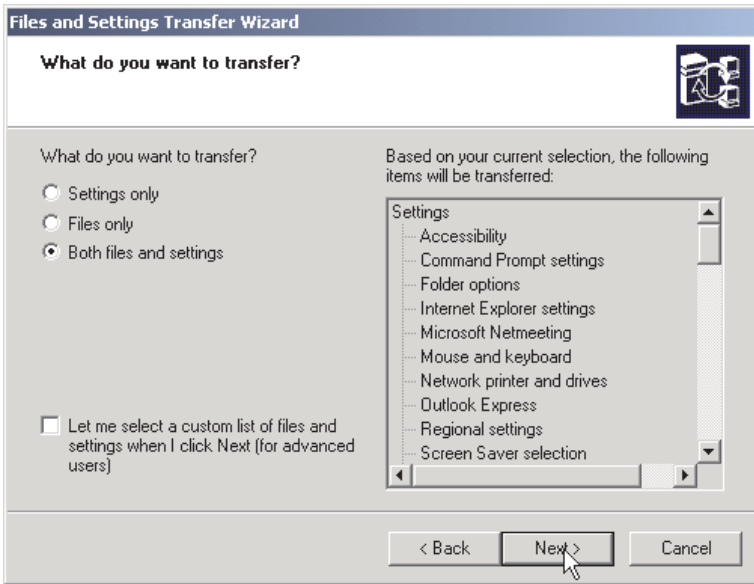 Files and Settings Transfer Wizard
What do you want to transfer?
What do you want to transfer?
Settings only
Files only
Both files and settings
Let me select a custom list of files and
settings when I click Next (for advanced
users)
Based on your current selection, the following
items will be transferred:
Settings
Accessibility
Command Prompt settings
Folder options
Internet Explorer settings
Microsoft Netmeeting
Mouse and keyboard
Network printer and drives
Outlook Express
Regional settings
Screen Saver selection
< Back
Next >
Cancel